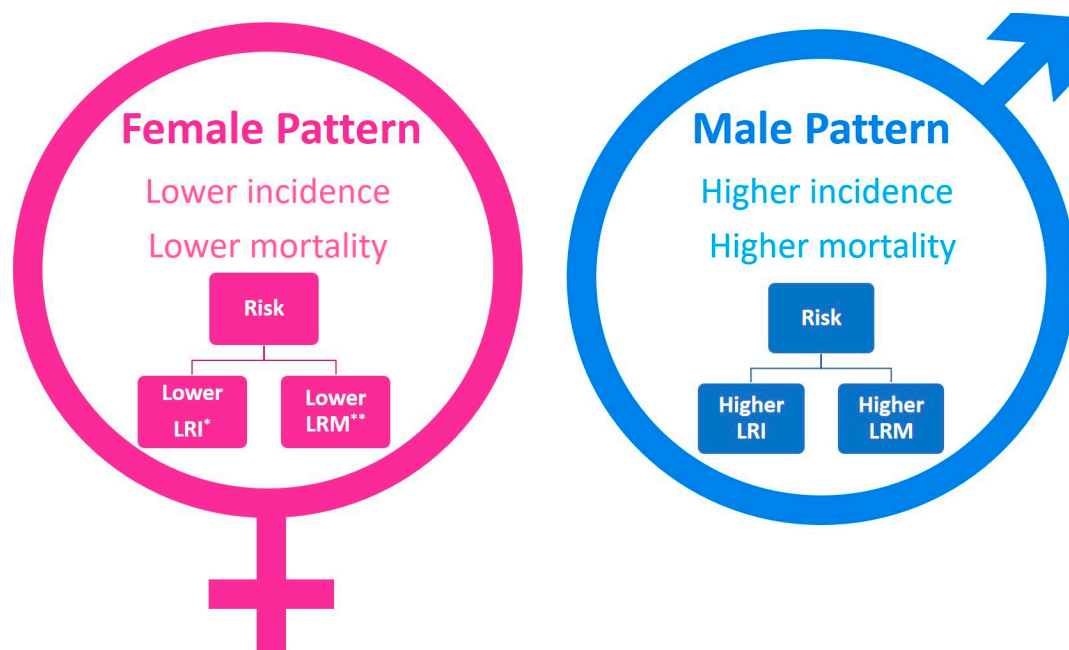 Female Pattern
Lower incidence
Lower mortality
Risk
Lower
LRI*
Lower
LRM**
Male Pattern
Higher incidence
Higher mortality
Risk
Higher
LRI
Higher
LRM